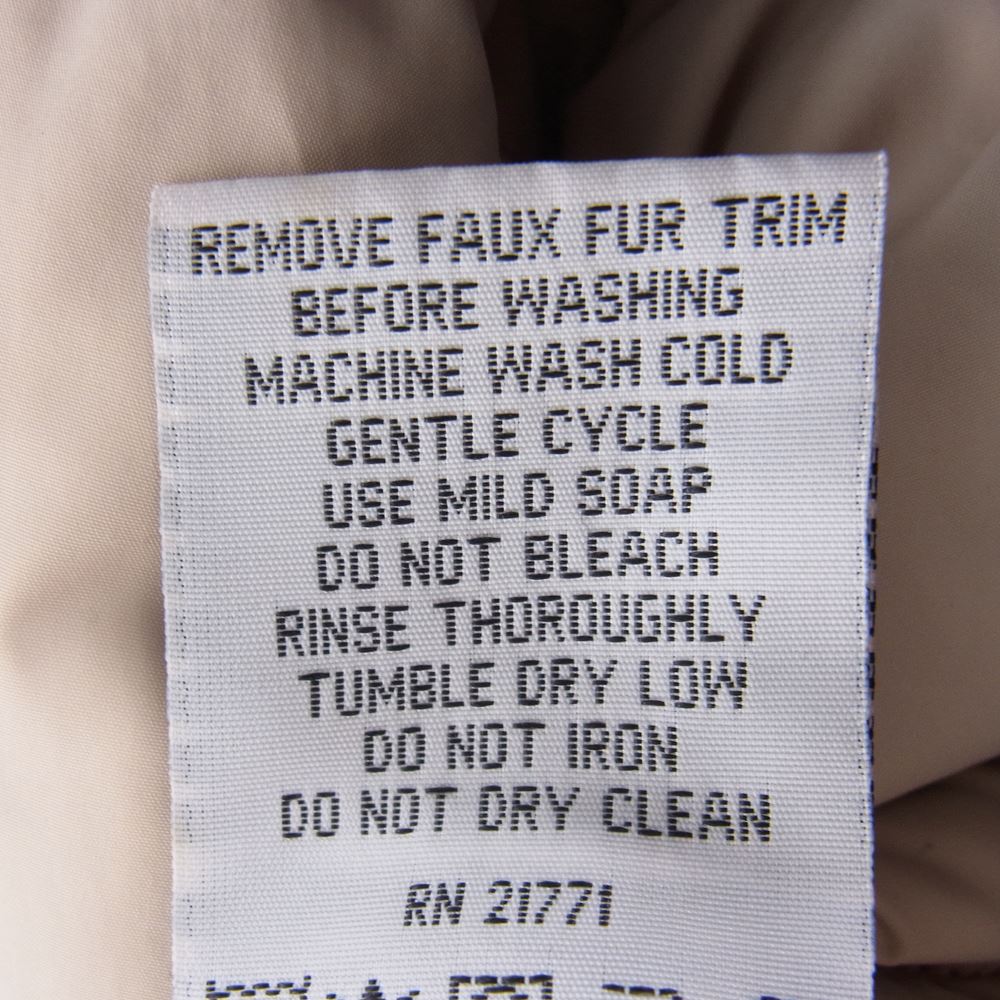 REMOVE FAUX FUR TRIM
BEFORE WASHING
MACHINE WASH COLD
GENTLE CYCLE
USE MILD SOAP
DO NOT BLEACH
RINSE THOROUGHLY
TUMBLE DRY LOW
DO NOT IRON
DO NOT DRY CLEAN
RN 21771